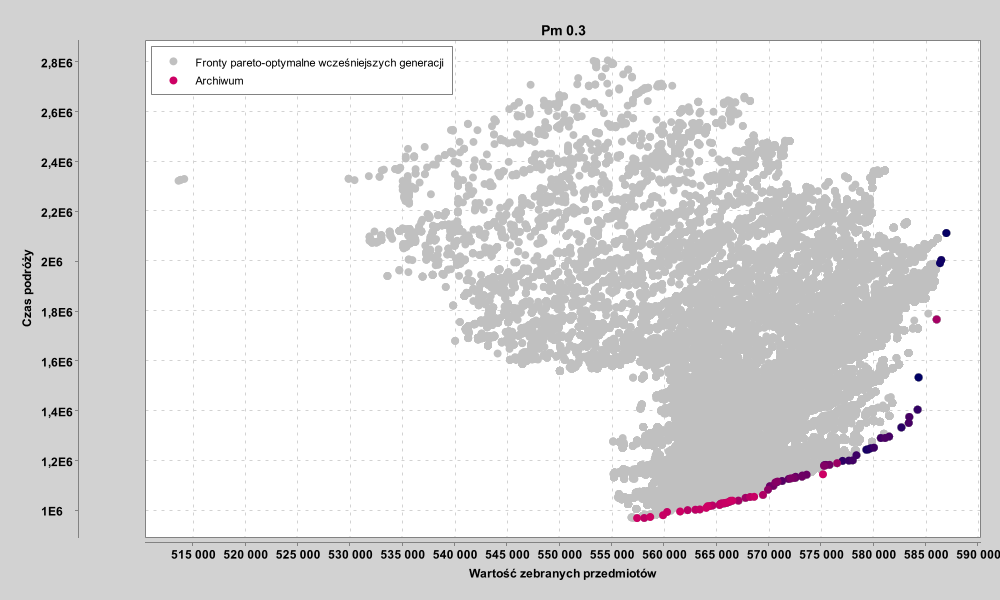 Pm 0.3
Fronty pareto-optymalne wcześniejszych generacji
Archiwum
Czas podróży
2,8E6
2,6E6
2,4E6
2,2E6
2E6
1,8E6
1,6E6
1,4E6
1,2E6
1E6
515 000 520 000 525 000 530 000 535 000 540 000 545 000 550 000 555 000 560 000 565 000 570 000 575 000 580 000 585 000 590 000
Wartość zebranych przedmiotów